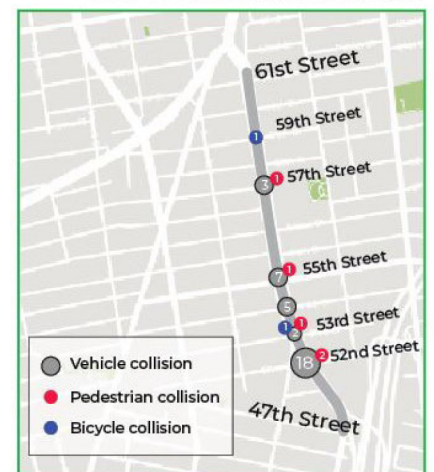 61st Street
1
59th Street
1
3
57th Street
1
7
55th Street
5
1
1
2
53rd Street
18
2
52nd Street
47th Street
Vehicle collision
Pedestrian collision
Bicycle collision